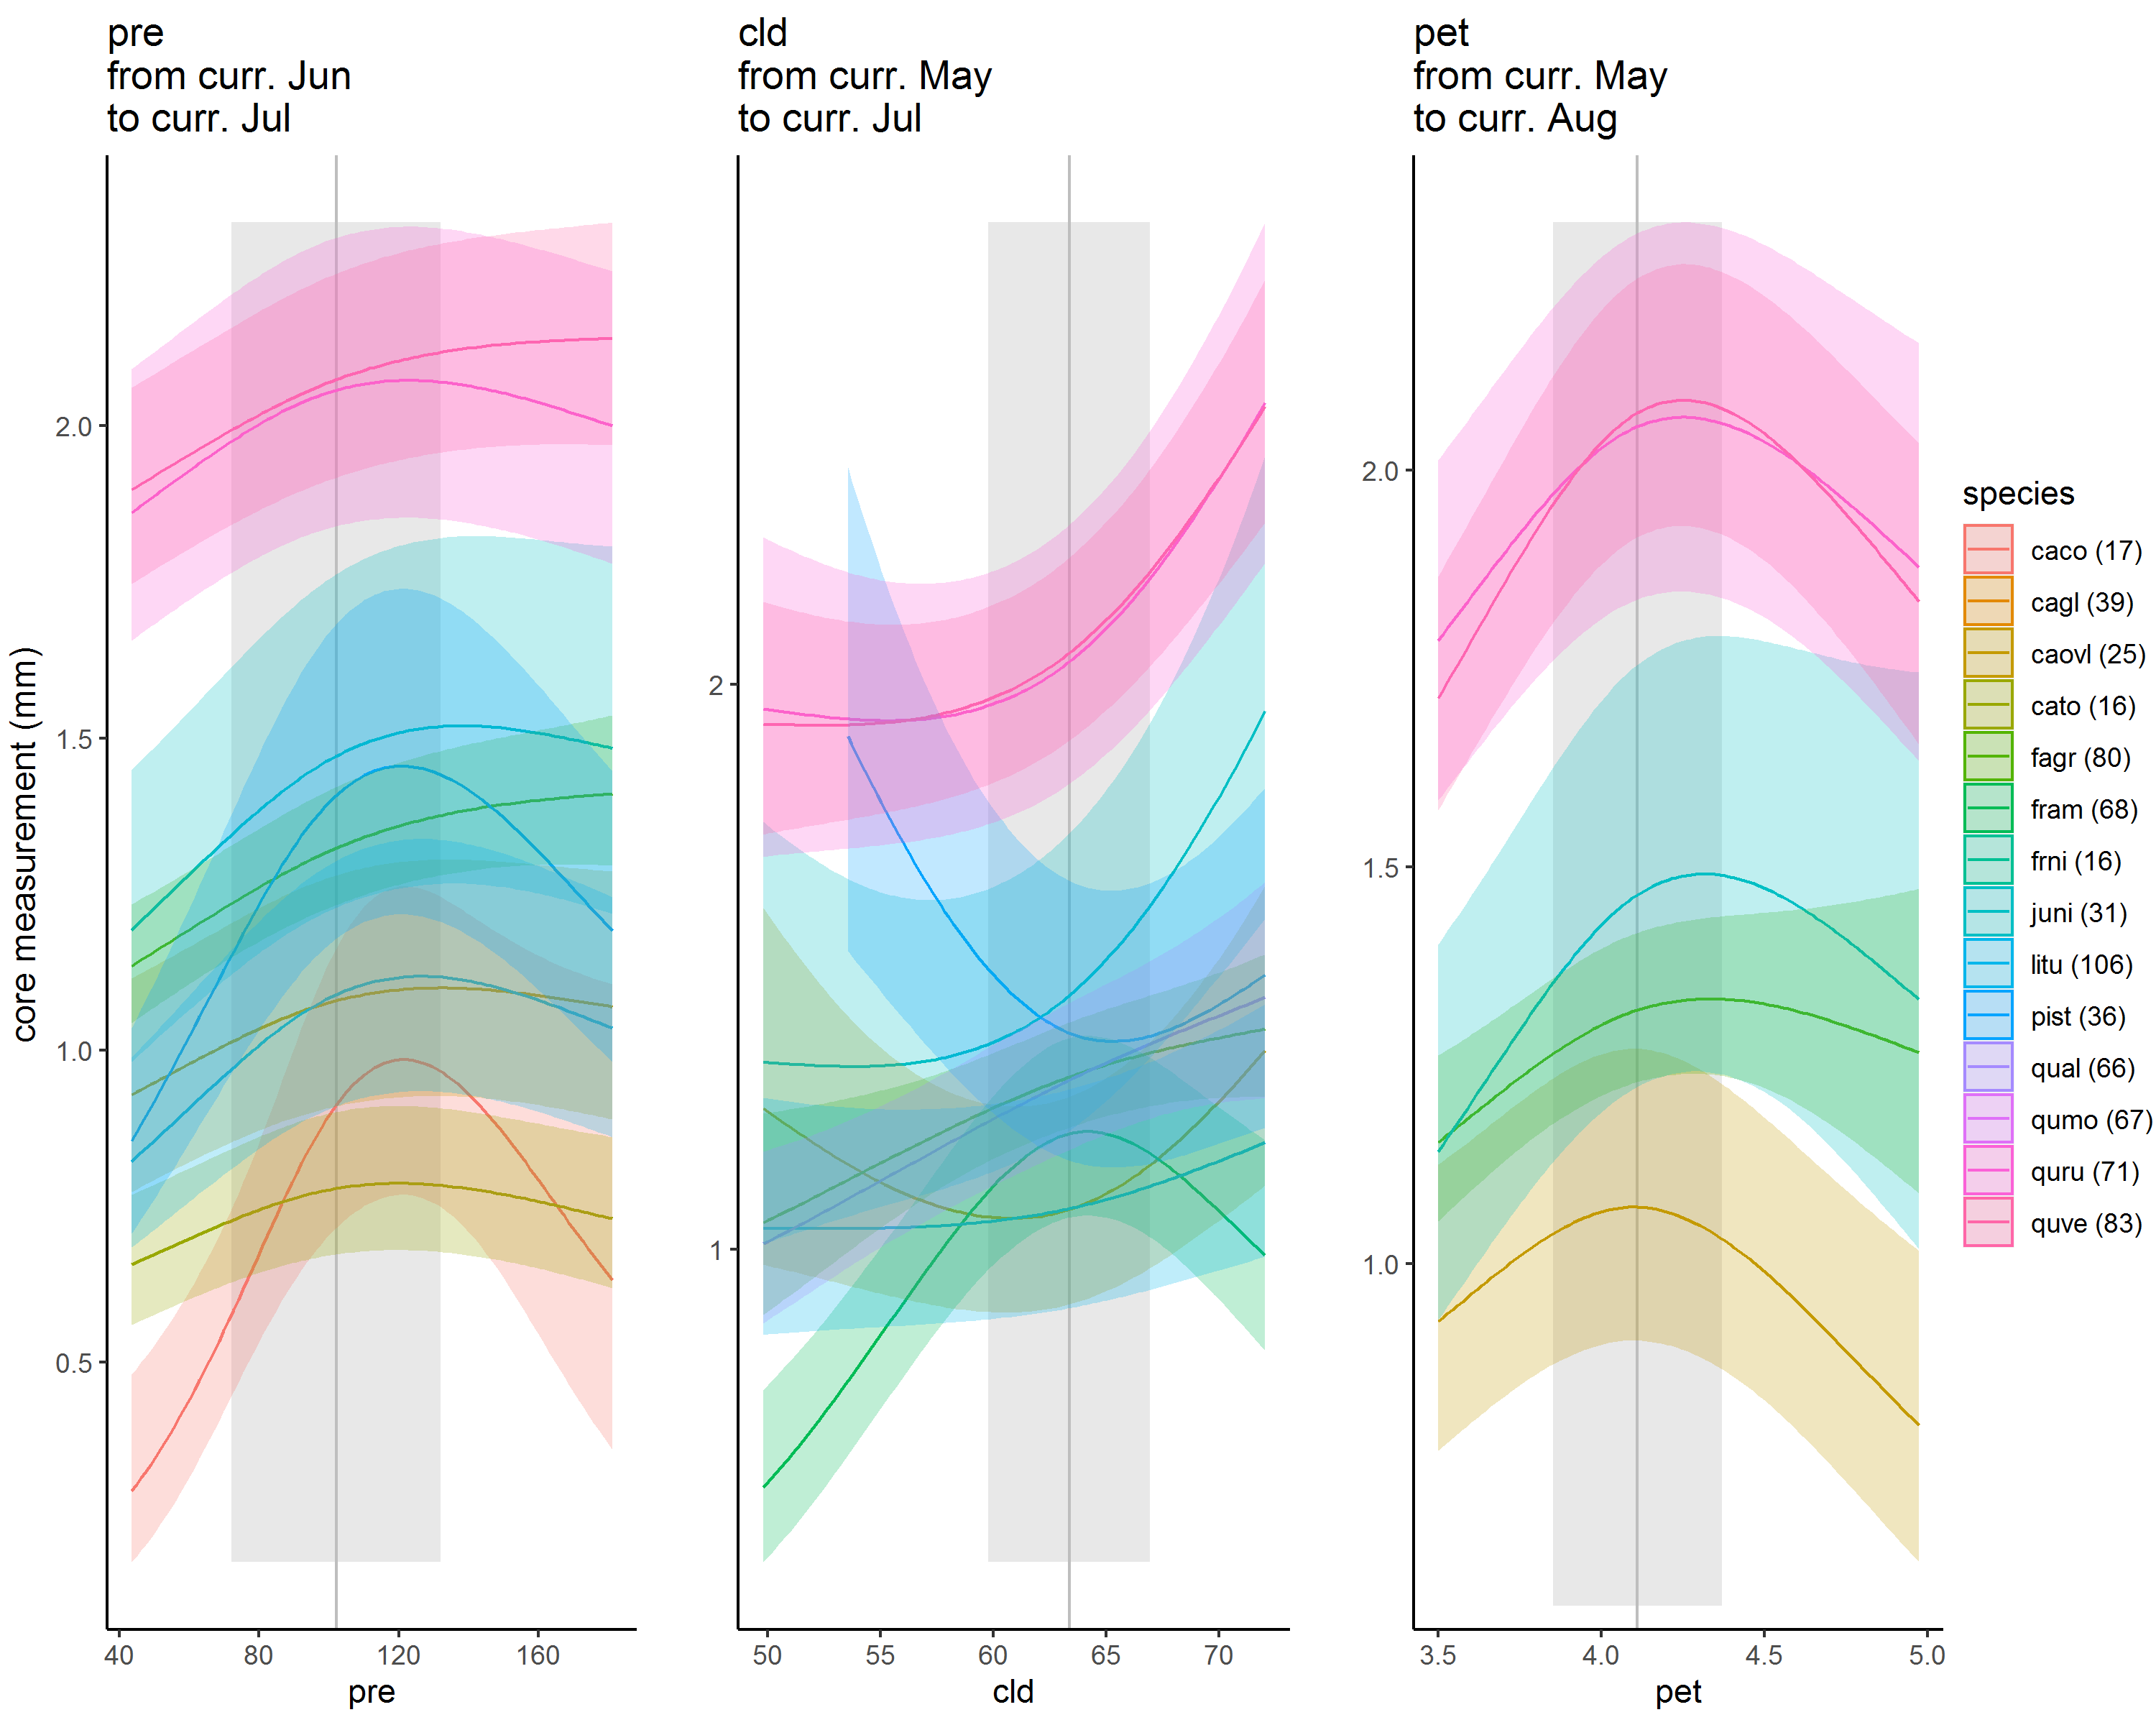 pre
from curr. Jun
to curr. Jul
cld
from curr. May
to curr. Jul
pet
from curr. May
to curr. Aug
core measurement (mm)
2.0
1.5
1.0
0.5
40 80 120 160
pre
2
1
50 55 60 65 70
cld
2.0
1.5
1.0
3.5 4.0 4.5 5.0
pet
species
caco (17)
cagl (39)
caovl (25)
cato (16)
fagr (80)
fram (68)
frni (16)
juni (31)
litu (106)
pist (36)
qual (66)
qumo (67)
quru (71)
quve (83)